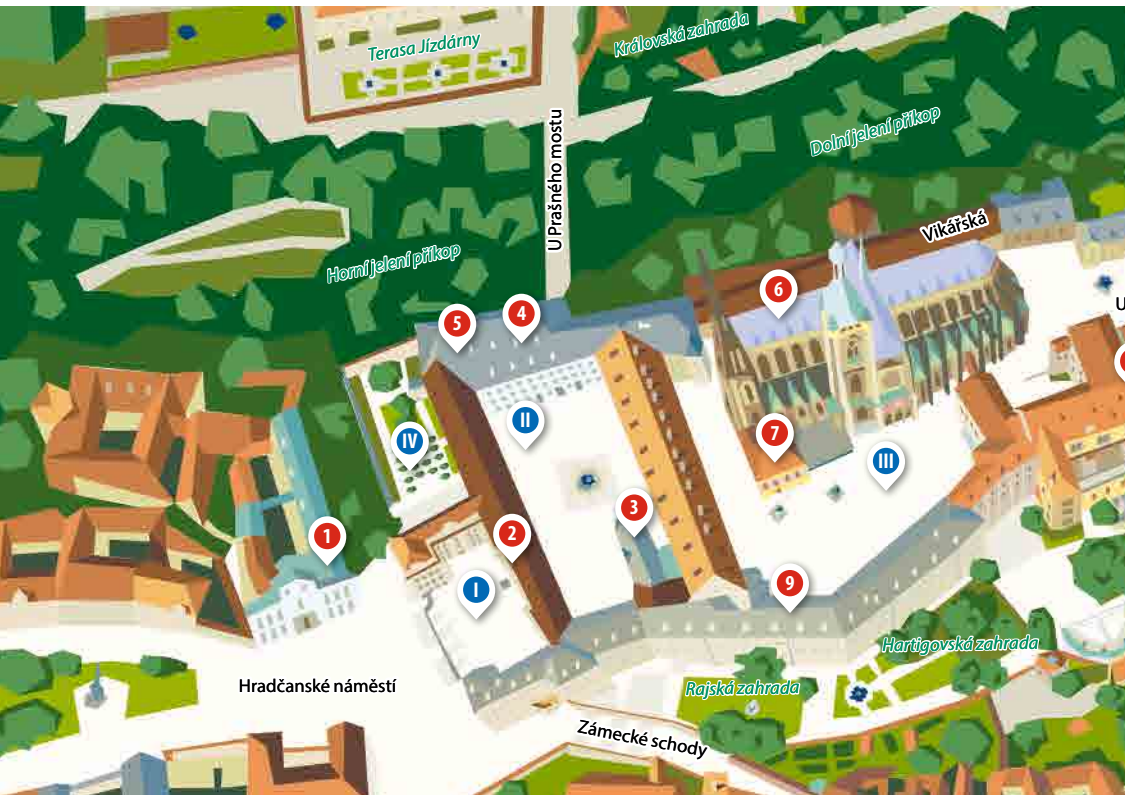 Královská zahrada
Terasa Jízdárny
Dolní jelení příkop
U Prašného mostu
Vikářská
Horní jelení příkop
6
U
4
5
II
IV
7
III
3
2
1
9
I
Hartigovská zahrada
Hradčanské náměstí
Rajská zahrada
Zámecké schody